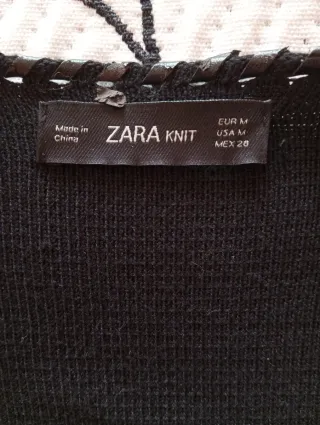 Made in
China
ZARA KNIT
EUR M
USA M
MEX 28